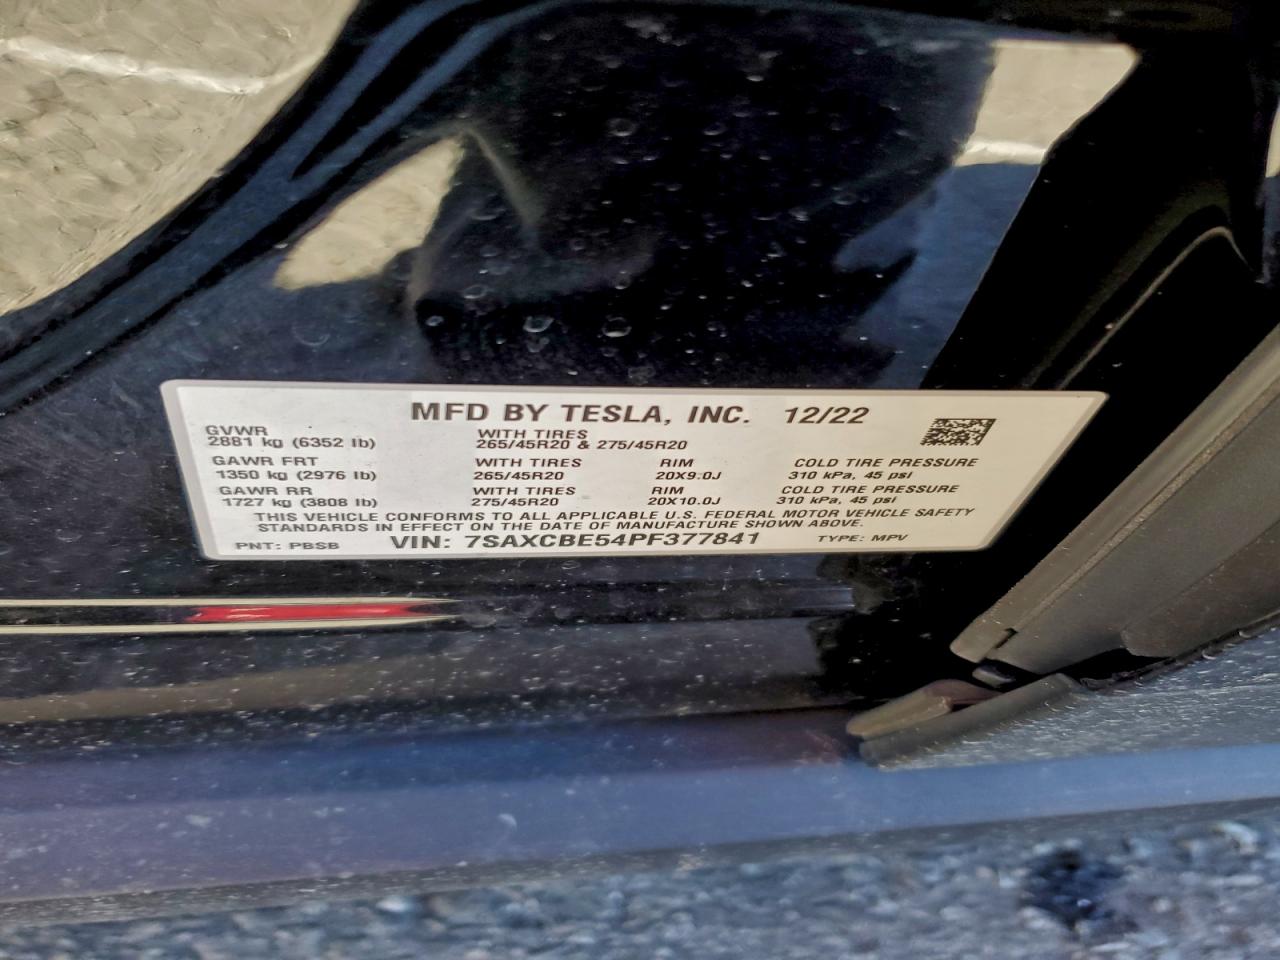 MFD BY TESLA, INC. 12/22
GVWR WITH TIRES
2881 kg (6352 lb) 265/45R20 & 275/45R20
GAWR FRT WITH TIRES RIM COLD TIRE PRESSURE
1350 kg (2976 lb) 265/45R20 20X9.0J 310 kPa, 45 psi
GAWR RR WITH TIRES RIM COLD TIRE PRESSURE
1727 kg (3808 lb) 275/45R20 20X10.0J 310 kPa, 45 psi
THIS VEHICLE CONFORMS TO ALL APPLICABLE U.S. FEDERAL MOTOR VEHICLE SAFETY
STANDARDS IN EFFECT ON THE DATE OF MANUFACTURE SHOWN ABOVE.
PNT: PBSB VIN: 7SAXCBE54PF377841 TYPE: MPV